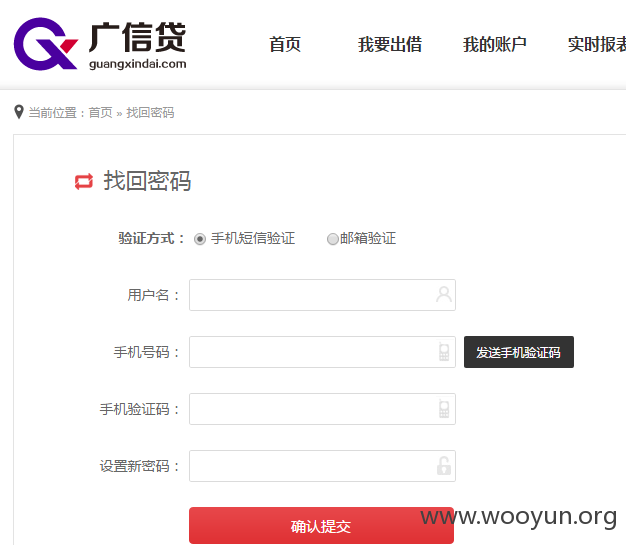 广信贷
guangxindai.com
首页 我要出借 我的账户 实时报表
当前位置：首页 » 找回密码
找回密码
验证方式： 手机短信验证 邮箱验证
用户名：
手机号码： 发送手机验证码
手机验证码：
设置新密码：
确认提交
www.wooyun.org